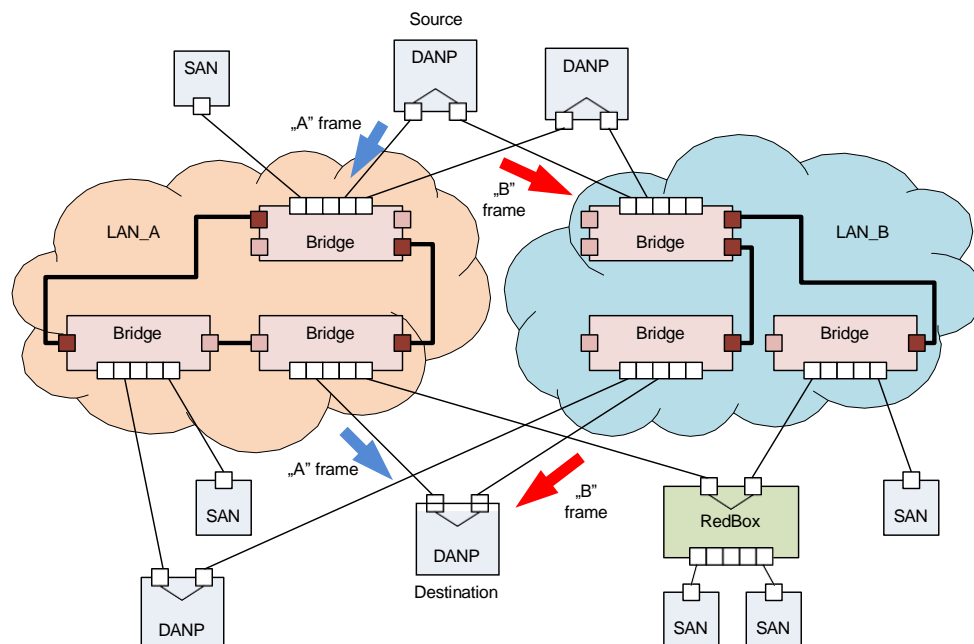 Source
SAN
DANP
DANP
„A” frame
„B”
frame
LAN_A
Bridge
Bridge
LAN_B
Bridge
Bridge
Bridge
Bridge
„A” frame
„B”
frame
SAN
DANP
Destination
RedBox
SAN
DANP
SAN
SAN